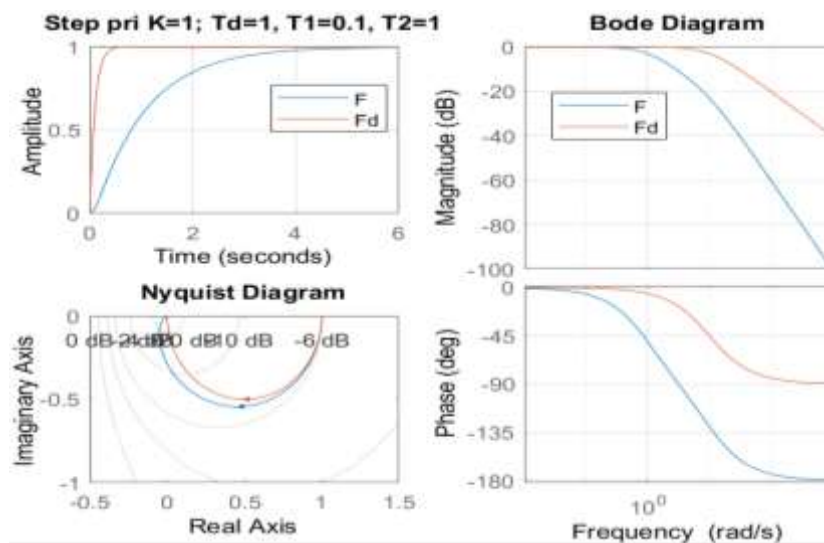 Step pri K=1; Td=1, T1=0.1, T2=1
1
0.5
0
Amplitude
F
Fd
0 2 4 6
Time (seconds)
Bode Diagram
0
-20
-40
-60
-80
-100
Magnitude (dB)
F
Fd
Nyquist Diagram
0
-0.5
-1
Imaginary Axis
0 dB
-10 dB
-6 dB
-0.5 0 0.5 1 1.5
Real Axis
0
-45
-90
-135
-180
Phase (deg)
10^0
Frequency (rad/s)